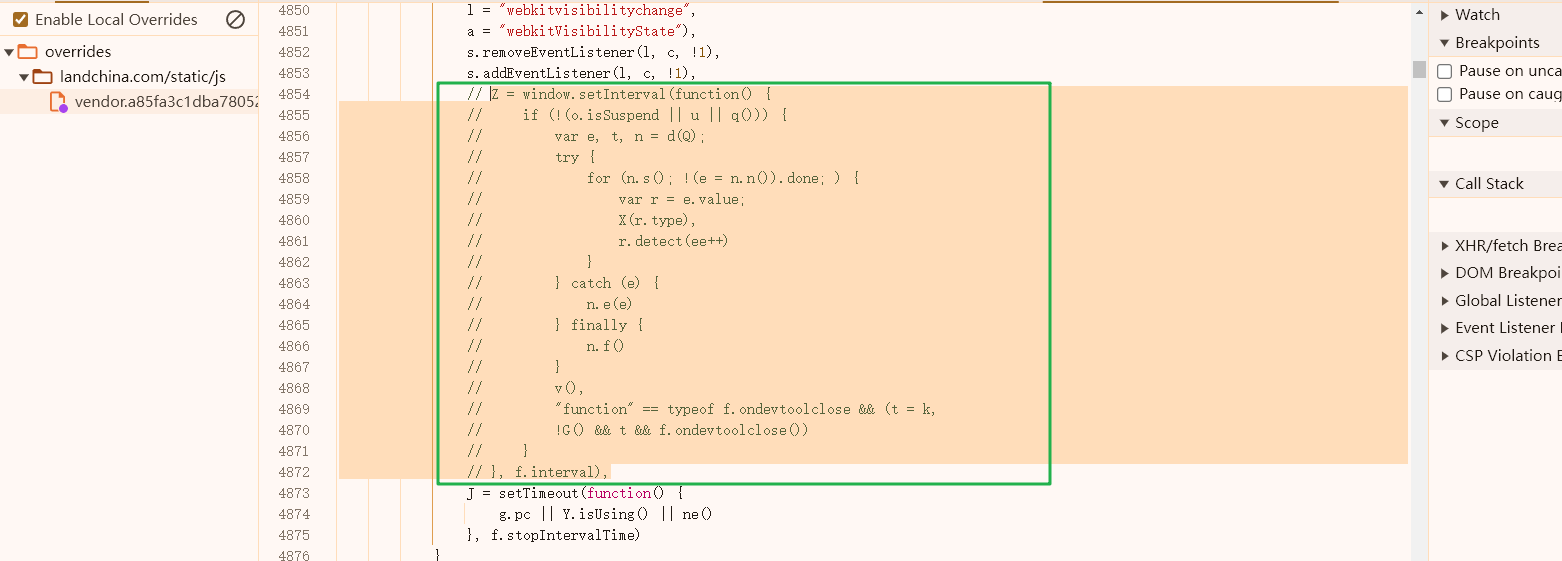 Enable Local Overrides
overrides
landchina.com/static/js
vendor.a85fa3c1dba78052
4850 l = "webkitvisibilitychange",
4851 a = "webkitVisibilityState"),
4852 s.removeEventListener(l, c, !1),
4853 s.addEventListener(l, c, !1),
4854 // Z = window.setInterval(function() {
4855 //     if (!(o.isSuspend || u || q())) {
4856 //         var e, t, n = d(Q);
4857 //         try {
4858 //             for (n.s(); !(e = n.n()).done; ) {
4859 //                 var r = e.value;
4860 //                 X(r.type),
4861 //                 r.detect(ee++)
4862 //             }
4863 //         } catch (e) {
4864 //             n.e(e)
4865 //         } finally {
4866 //             n.f()
4867 //         }
4868 //         v(),
4869 //         "function" == typeof f.ondevtoolclose && (t = k,
4870 //         !G() && t && f.ondevtoolclose())
4871 //     }
4872 // }, f.interval),
4873 J = setTimeout(function() {
4874     g.pc || Y.isUsing() || ne()
4875 }, f.stopIntervalTime)
4876 }
Watch
Breakpoints
Pause on unca
Pause on caug
Scope
Call Stack
XHR/fetch Brea
DOM Breakpoi
Global Listener
Event Listener
CSP Violation